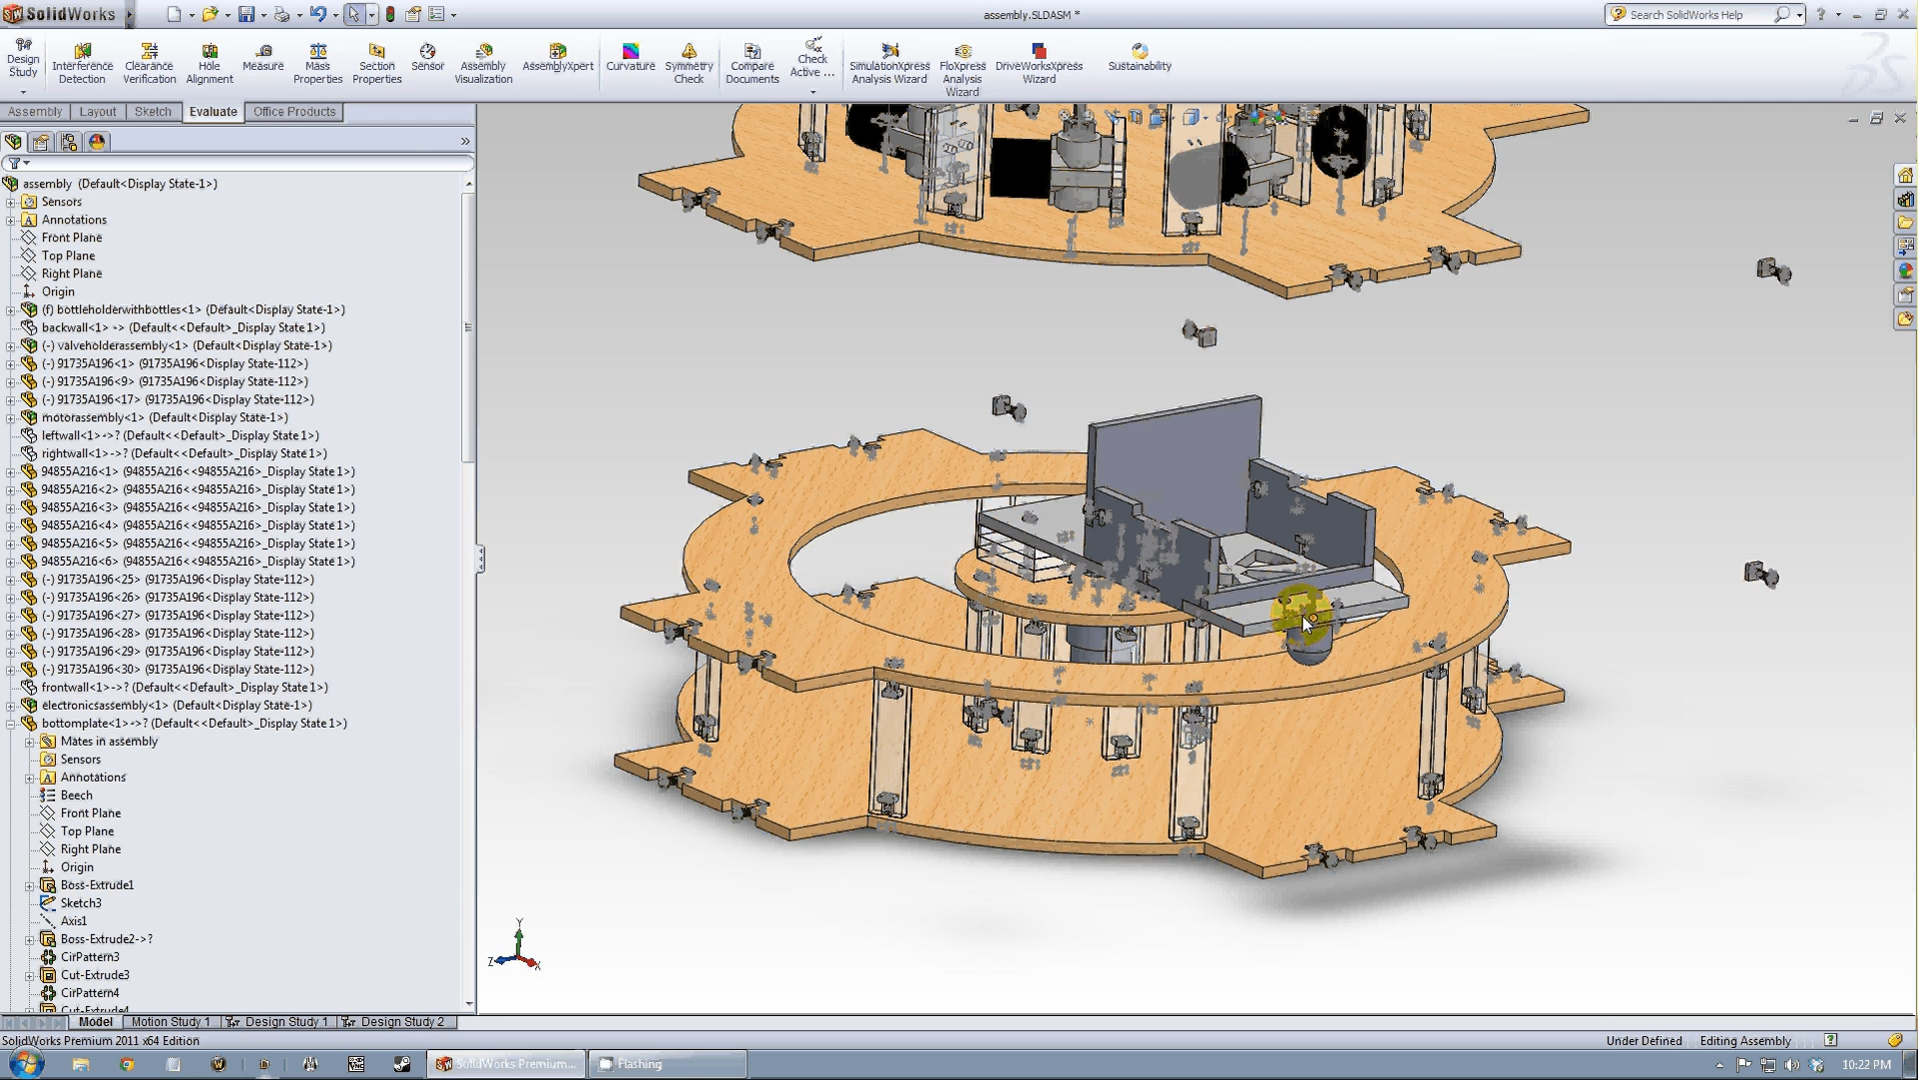 SolidWorks
assembly.SLDASM *
Search SolidWorks Help
Design Study
Interference Detection
Clearance Verification
Hole Alignment
Measure
Mass Properties
Section Properties
Sensor
Assembly Visualization
AssemblyXpert
Curvature
Symmetry Check
Compare Documents
Check Active ...
SimulationXpress Analysis Wizard
FloXpress Analysis Wizard
DriveWorksXpress Wizard
Sustainability
Assembly Layout Sketch Evaluate Office Products
assembly (Default<Display State-1>)
Sensors
Annotations
Front Plane
Top Plane
Right Plane
Origin
(f) bottleholderwithbottles<1> (Default<Display State-1>)
backwall<1> -> (Default<<Default>_Display State 1>)
(-) valveholderassembly<1> (Default<Display State-1>)
(-) 91735A196<1> (91735A196<Display State-112>)
(-) 91735A196<9> (91735A196<Display State-112>)
(-) 91735A196<17> (91735A196<Display State-112>)
motorassembly<1> (Default<Display State-1>)
leftwall<1>->? (Default<<Default>_Display State 1>)
rightwall<1>->? (Default<<Default>_Display State 1>)
94855A216<1> (94855A216<<94855A216>_Display State 1>)
94855A216<2> (94855A216<<94855A216>_Display State 1>)
94855A216<3> (94855A216<<94855A216>_Display State 1>)
94855A216<4> (94855A216<<94855A216>_Display State 1>)
94855A216<5> (94855A216<<94855A216>_Display State 1>)
94855A216<6> (94855A216<<94855A216>_Display State 1>)
(-) 91735A196<25> (91735A196<Display State-112>)
(-) 91735A196<26> (91735A196<Display State-112>)
(-) 91735A196<27> (91735A196<Display State-112>)
(-) 91735A196<28> (91735A196<Display State-112>)
(-) 91735A196<29> (91735A196<Display State-112>)
(-) 91735A196<30> (91735A196<Display State-112>)
frontwall<1>->? (Default<<Default>_Display State 1>)
electronicsassembly<1> (Default<Display State-1>)
bottomplate<1>->? (Default<<Default>_Display State 1>)
Mates in assembly
Sensors
Annotations
Beech
Front Plane
Top Plane
Right Plane
Origin
Boss-Extrude1
Sketch3
Axis1
Boss-Extrude2->?
CirPattern3
Cut-Extrude3
CirPattern4
Cut-Extrude4
Y
Z
X
Model Motion Study 1 Design Study 1 Design Study 2
SolidWorks Premium 2011 x64 Edition
Under Defined Editing Assembly
SolidWorks Premium... Flashing
10:22 PM